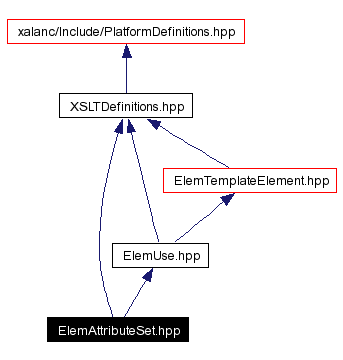 xalanc/Include/PlatformDefinitions.hpp
XSLTDefinitions.hpp
ElemTemplateElement.hpp
ElemUse.hpp
ElemAttributeSet.hpp